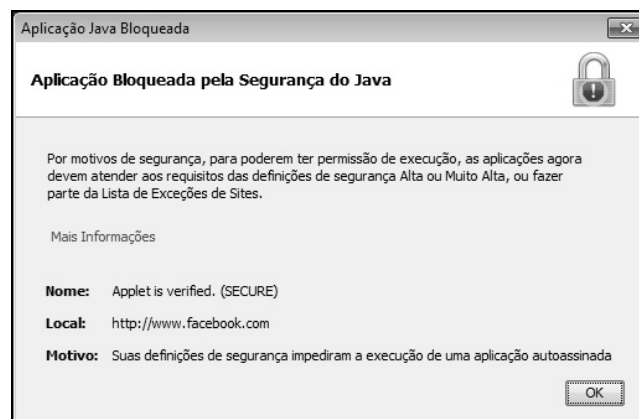 Aplicação Java Bloqueada
Aplicação Bloqueada pela Segurança do Java
Por motivos de segurança, para poderem ter permissão de execução, as aplicações agora
devem atender aos requisitos das definições de segurança Alta ou Muito Alta, ou fazer
parte da Lista de Exceções de Sites.
Mais Informações
Nome: Applet is verified. (SECURE)
Local: http://www.facebook.com
Motivo: Suas definições de segurança impediram a execução de uma aplicação autoassinada
OK